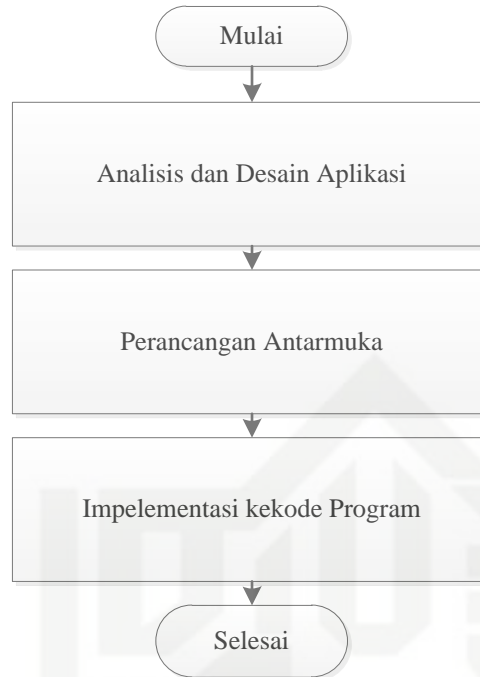 Mulai
Analisis dan Desain Aplikasi
Perancangan Antarmuka
Impelementasi kekode Program
Selesai